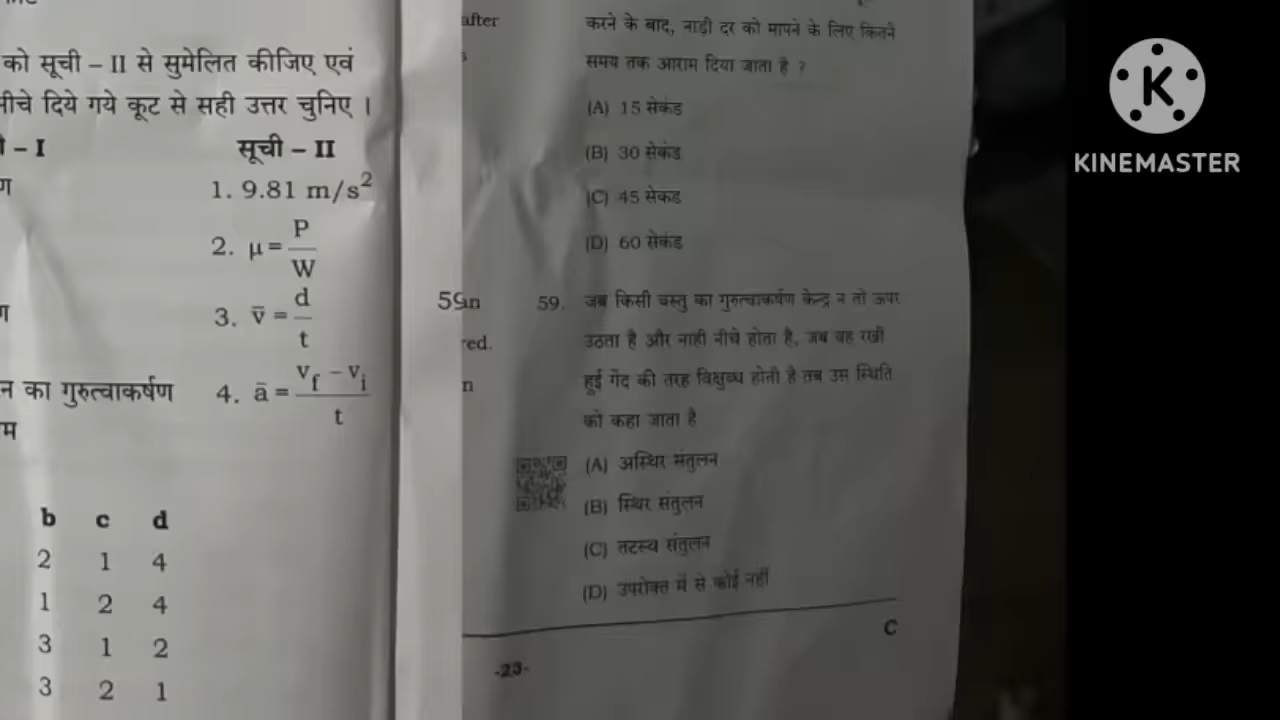 को सूची – II से सुमेलित कीजिए एवं
नीचे दिये गये कूट से सही उत्तर चुनिए ।
– I सूची – II
1. 9.81 m/s²
2. μ = P/W
3. v̄ = d/t
न का गुरुत्वाकर्षण 4. ā = (v_f – v_i)/t
b c d
2 1 4
1 2 4
3 1 2
3 2 1
after
करने के बाद, नाड़ी दर को मापने के लिए कितने
समय तक आराम दिया जाता है ?
(A) 15 सेकंड
(B) 30 सेकंड
(C) 45 सेकंड
(D) 60 सेकंड
59. जब किसी वस्तु का गुरुत्वाकर्षण केन्द्र न तो ऊपर
उठता है और नाही नीचे होता है, जब वह रखी
हुई गेंद की तरह विक्षुब्ध होती है तब उस स्थिति
को कहा जाता है
(A) अस्थिर संतुलन
(B) स्थिर संतुलन
(C) तटस्थ संतुलन
(D) उपरोक्त में से कोई नहीं
C
-23-
KINEMASTER